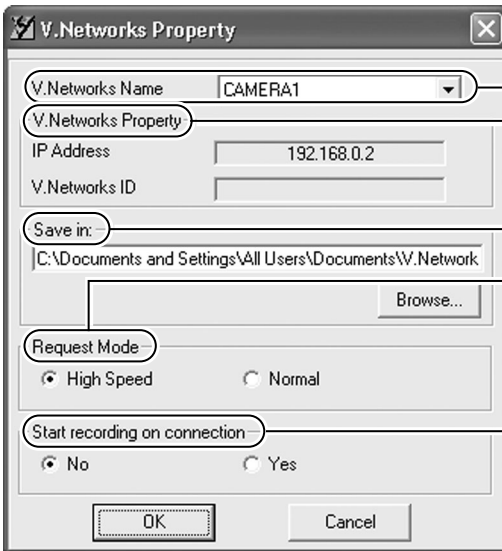 V.Networks Property
V.Networks Name CAMERA1
V.Networks Property
IP Address 192.168.0.2
V.Networks ID
Save in:
C:\Documents and Settings\All Users\Documents\V.Network
Browse...
Request Mode
High Speed Normal
Start recording on connection
No Yes
OK Cancel